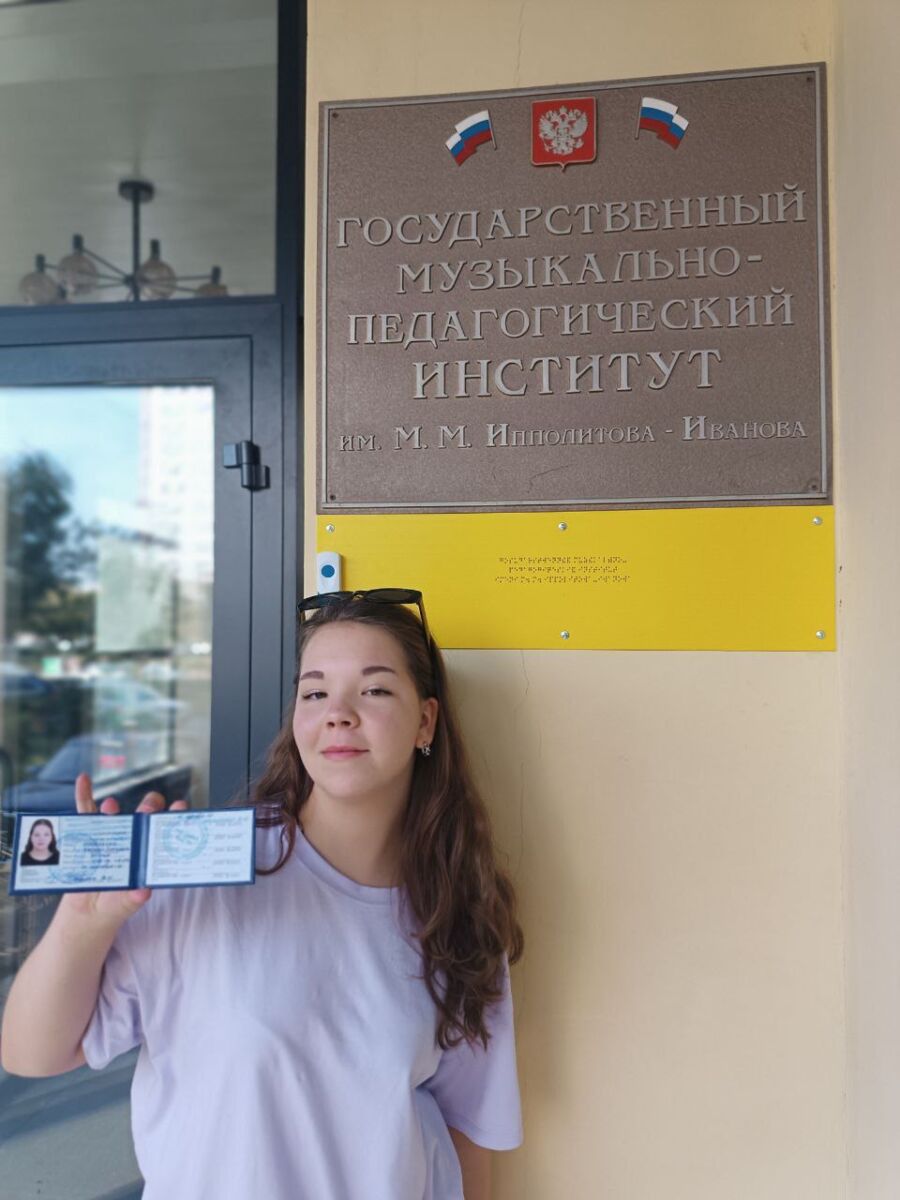 ГОСУДАРСТВЕННЫЙ
МУЗЫКАЛЬНО-
ПЕДАГОГИЧЕСКИЙ
ИНСТИТУТ
им. М. М. Ипполитова - Иванова